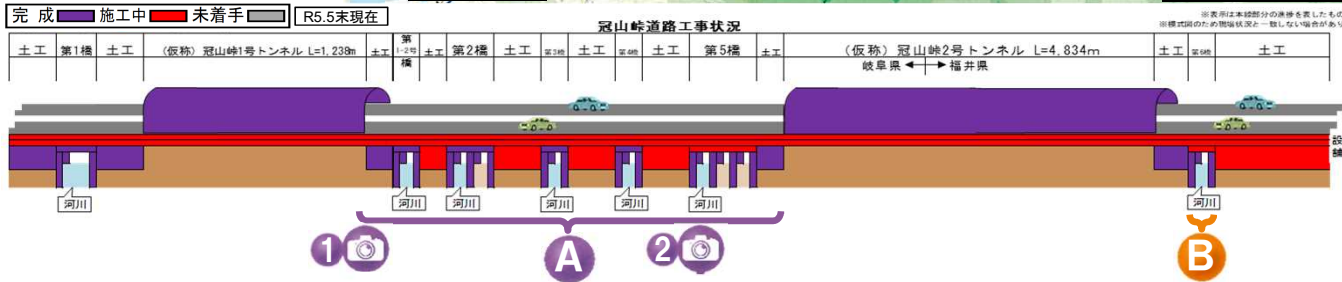 完 成 施工中 未着手 R5.5末現在
冠山峠道路工事状況
※表示は本線部分の進捗を表したもの
※模式図のため現場状況と一致しない場合があり
土工 第1橋 土工 (仮称) 冠山峠1号トンネル L=1,238m 土工 第1-2号橋 土工 第2橋 土工 第3橋 土工 第4橋 土工 第5橋 土工 (仮称) 冠山峠2号トンネル L=4,834m 土工 第6橋 土工
岐阜県 福井県
設
舗
河川 河川 河川 河川 河川 河川 河川
1 A 2 B